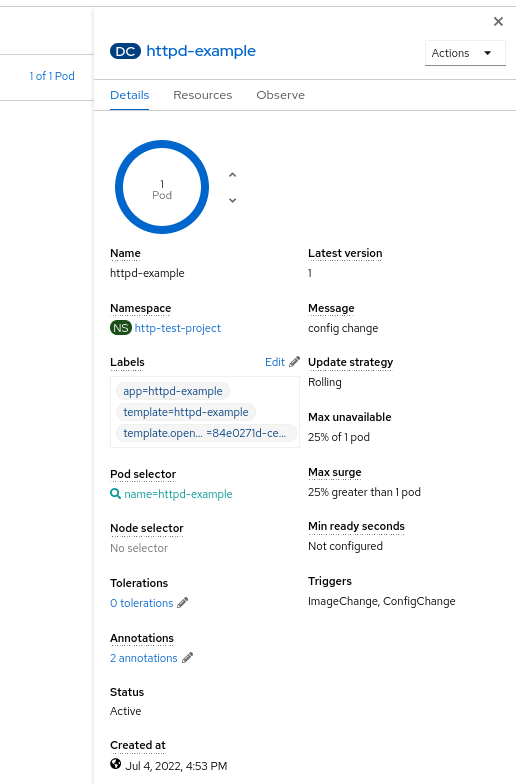 1 of 1 Pod
DC httpd-example
Actions
Details Resources Observe
1
Pod
Name
httpd-example
Namespace
NS http-test-project
Labels Edit
app=httpd-example
template=httpd-example
template.open... =84e0271d-ce...
Pod selector
name=httpd-example
Node selector
No selector
Tolerations
0 tolerations
Annotations
2 annotations
Status
Active
Created at
Jul 4, 2022, 4:53 PM
Latest version
1
Message
config change
Update strategy
Rolling
Max unavailable
25% of 1 pod
Max surge
25% greater than 1 pod
Min ready seconds
Not configured
Triggers
ImageChange, ConfigChange